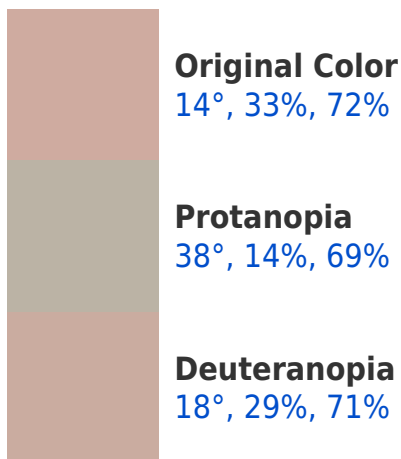 Original Color
14°, 33%, 72%
Protanopia
38°, 14%, 69%
Deuteranopia
18°, 29%, 71%